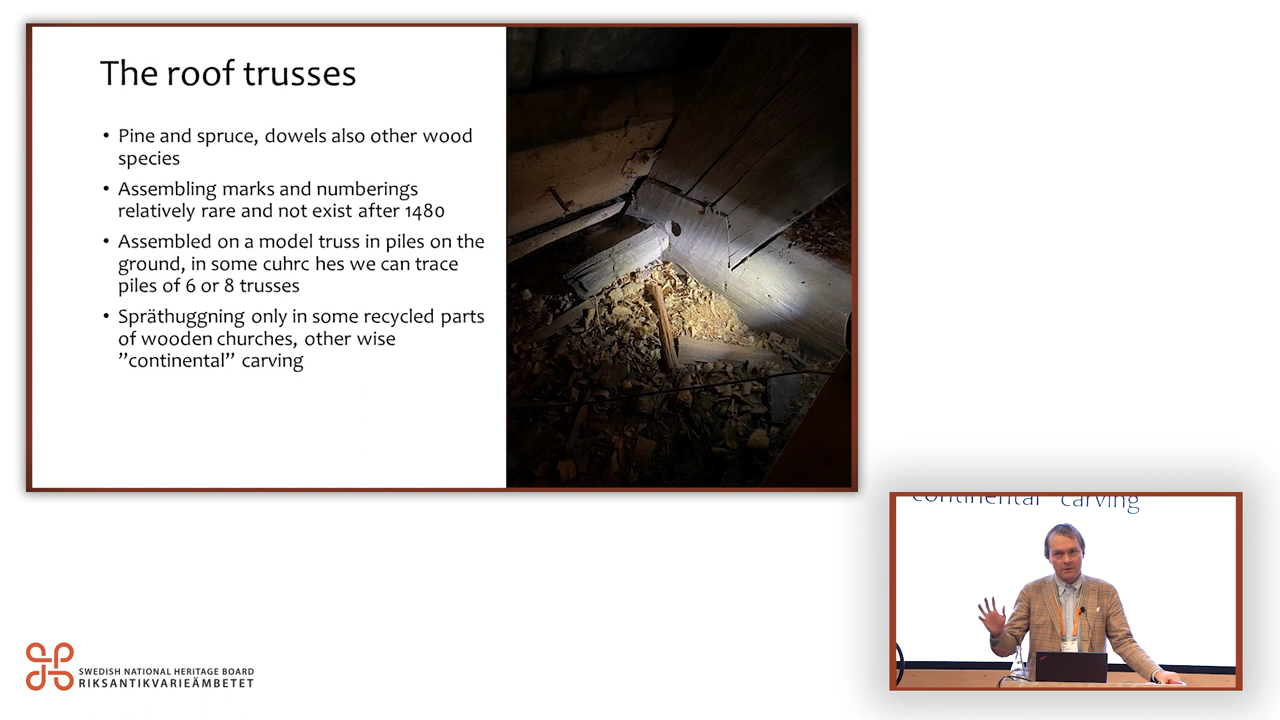 The roof trusses
• Pine and spruce, dowels also other wood
species
• Assembling marks and numberings
relatively rare and not exist after 1480
• Assembled on a model truss in piles on the
ground, in some cuhrc hes we can trace
piles of 6 or 8 trusses
• Spräthuggning only in some recycled parts
of wooden churches, other wise
”continental” carving
continental carving
SWEDISH NATIONAL HERITAGE BOARD
RIKSANTIKVARIEÄMBETET